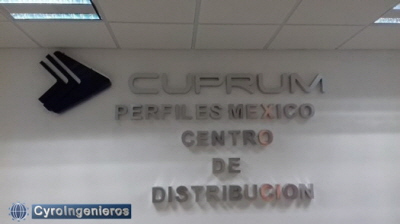 CUPRUM
PERFILES MEXICO
CENTRO
DE
DISTRIBUCION
CyroIngenieros